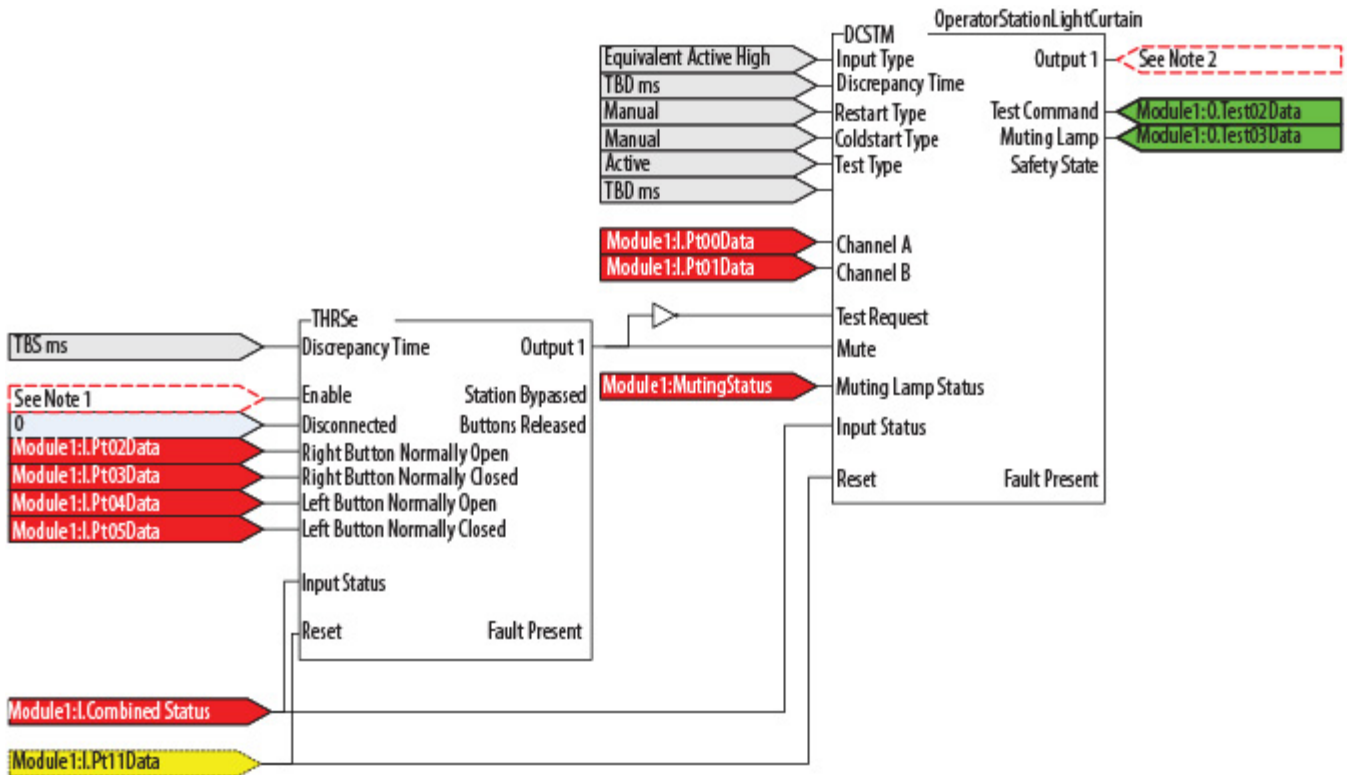 OperatorStationLightCurtain
DCSTM
Equivalent Active High
Input Type
Output 1
See Note 2
TBD ms
Discrepancy Time
Manual
Restart Type
Test Command
Module1:0.Test02Data
Manual
Coldstart Type
Muting Lamp
Module1:0.Test03Data
Active
Test Type
Safety State
TBD ms
Module1:I.Pt00Data
Channel A
Module1:I.Pt01Data
Channel B
Test Request
Mute
Module1:MutingStatus
Muting Lamp Status
Input Status
Reset
Fault Present
THRSe
TBS ms
Discrepancy Time
Output 1
See Note 1
Enable
Station Bypassed
0
Disconnected
Buttons Released
Module1:I.Pt02Data
Right Button Normally Open
Module1:I.Pt03Data
Right Button Normally Closed
Module1:I.Pt04Data
Left Button Normally Open
Module1:I.Pt05Data
Left Button Normally Closed
Input Status
Reset
Fault Present
Module1:I.Combined Status
Module1:I.Pt11Data